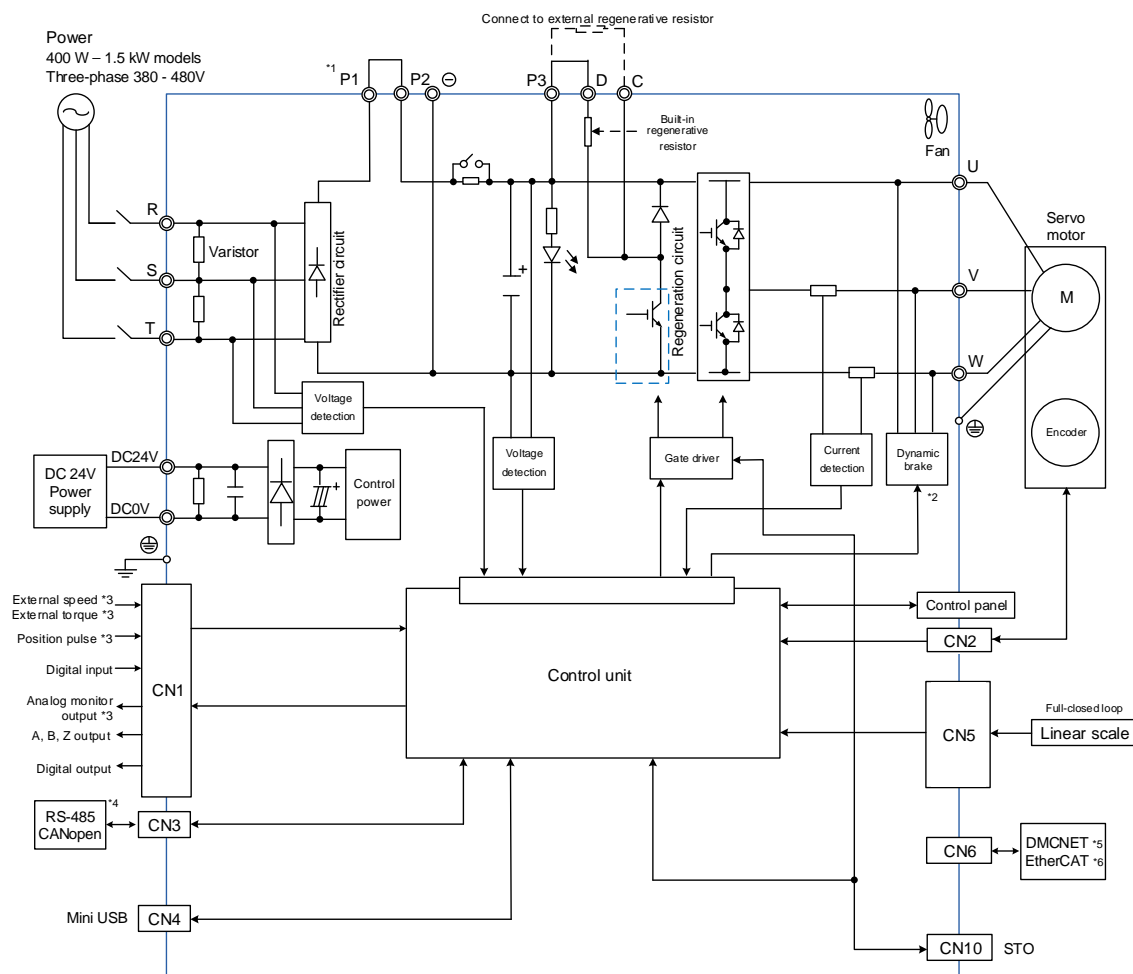 Connect to external regenerative resistor
Power
400 W – 1.5 kW models
Three-phase 380 - 480V
*1
P1
P2
⊖
P3
D
C
Built-in
regenerative
resistor
Fan
U
R
Varistor
S
T
Rectifier circuit
Regeneration circuit
Servo
motor
V
M
W
Encoder
Voltage
detection
Voltage
detection
Gate driver
Current
detection
Dynamic
brake
*2
DC 24V
Power
supply
DC24V
DC0V
Control
power
External speed *3
External torque *3
Position pulse *3
Digital input
Analog monitor
output *3
A, B, Z output
Digital output
CN1
Control unit
Control panel
CN2
CN5
Full-closed loop
Linear scale
RS-485
CANopen
*4
CN3
CN6
DMCNET *5
EtherCAT *6
Mini USB
CN4
CN10
STO